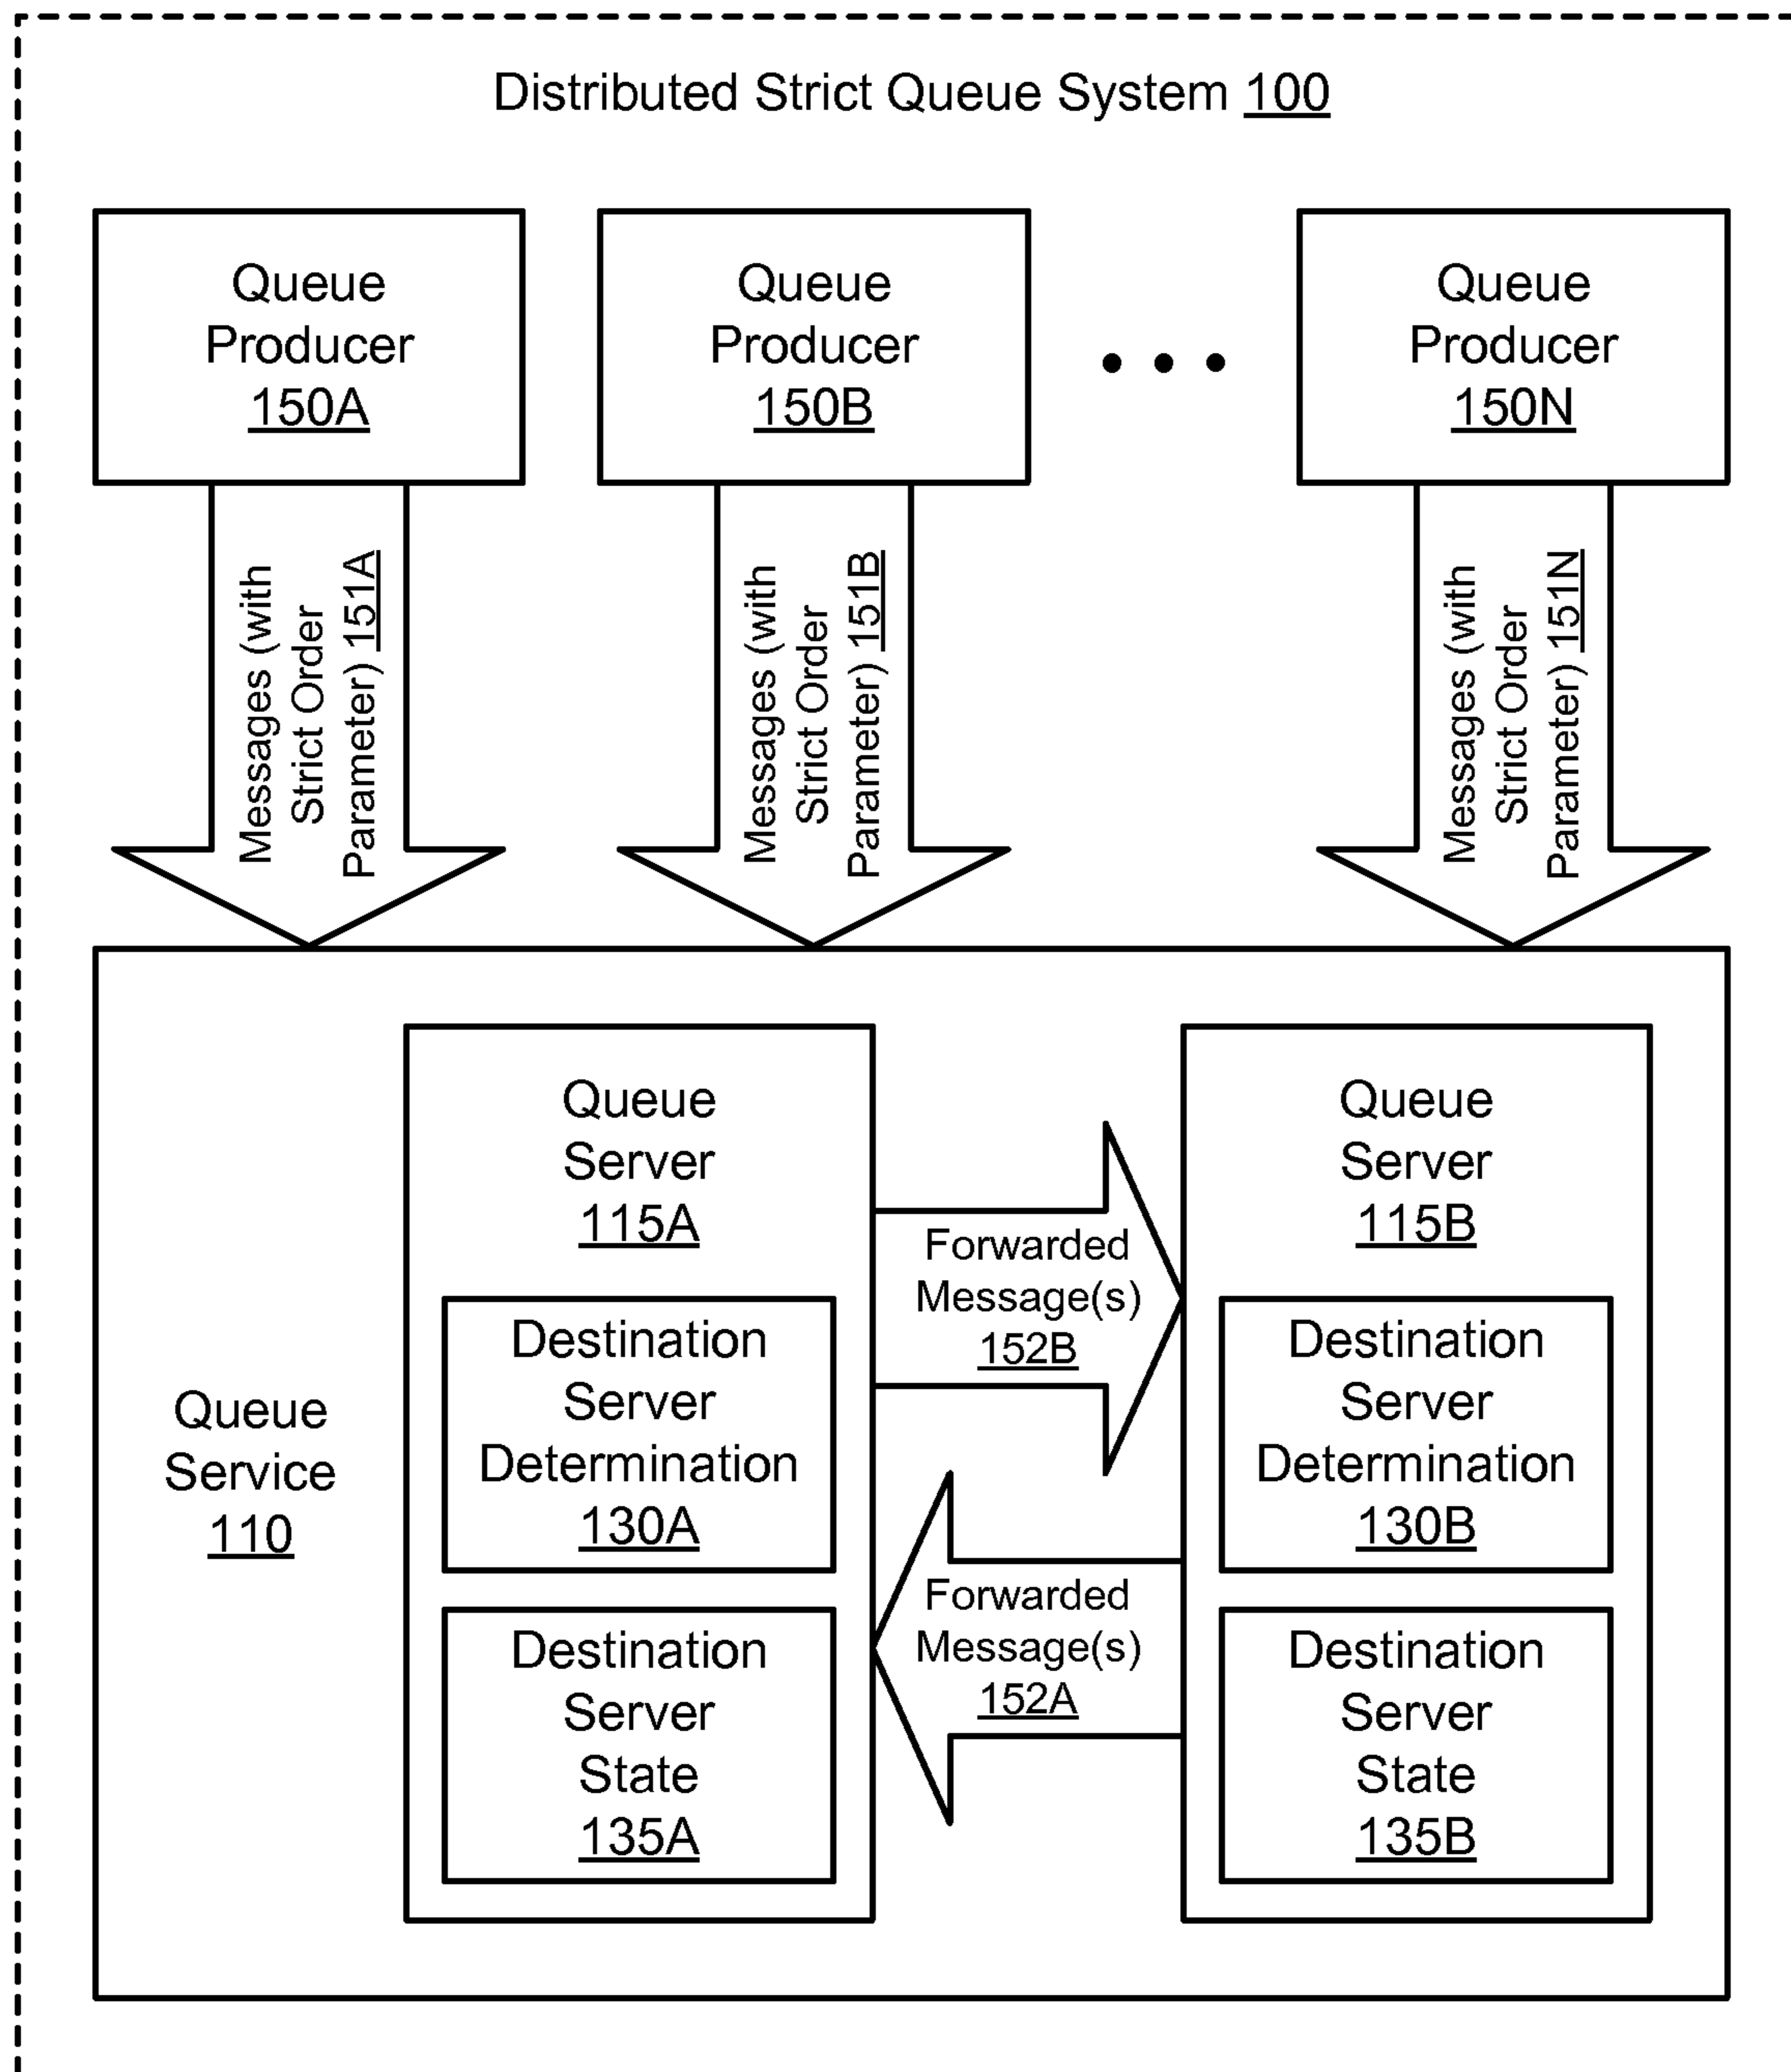 Distributed Strict Queue System 100
Queue
Producer
150A
Queue
Producer
150B
Queue
Producer
150N
Messages (with
Strict Order
Parameter) 151A
Messages (with
Strict Order
Parameter) 151B
Messages (with
Strict Order
Parameter) 151N
Queue
Service
110
Queue
Server
115A
Destination
Server
Determination
130A
Destination
Server
State
135A
Forwarded
Message(s)
152B
Forwarded
Message(s)
152A
Queue
Server
115B
Destination
Server
Determination
130B
Destination
Server
State
135B